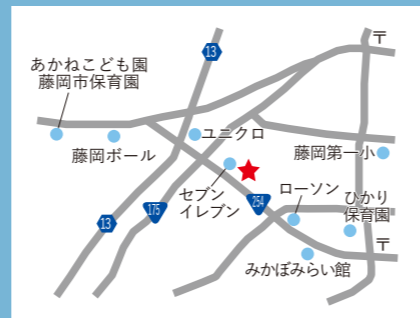 13
〒
あかねこども園
藤岡市保育園
ユニクロ
藤岡ボール
藤岡第一小
セブン
イレブン
ローソン
ひかり
保育園
175
254
13
〒
みかぼみらい館